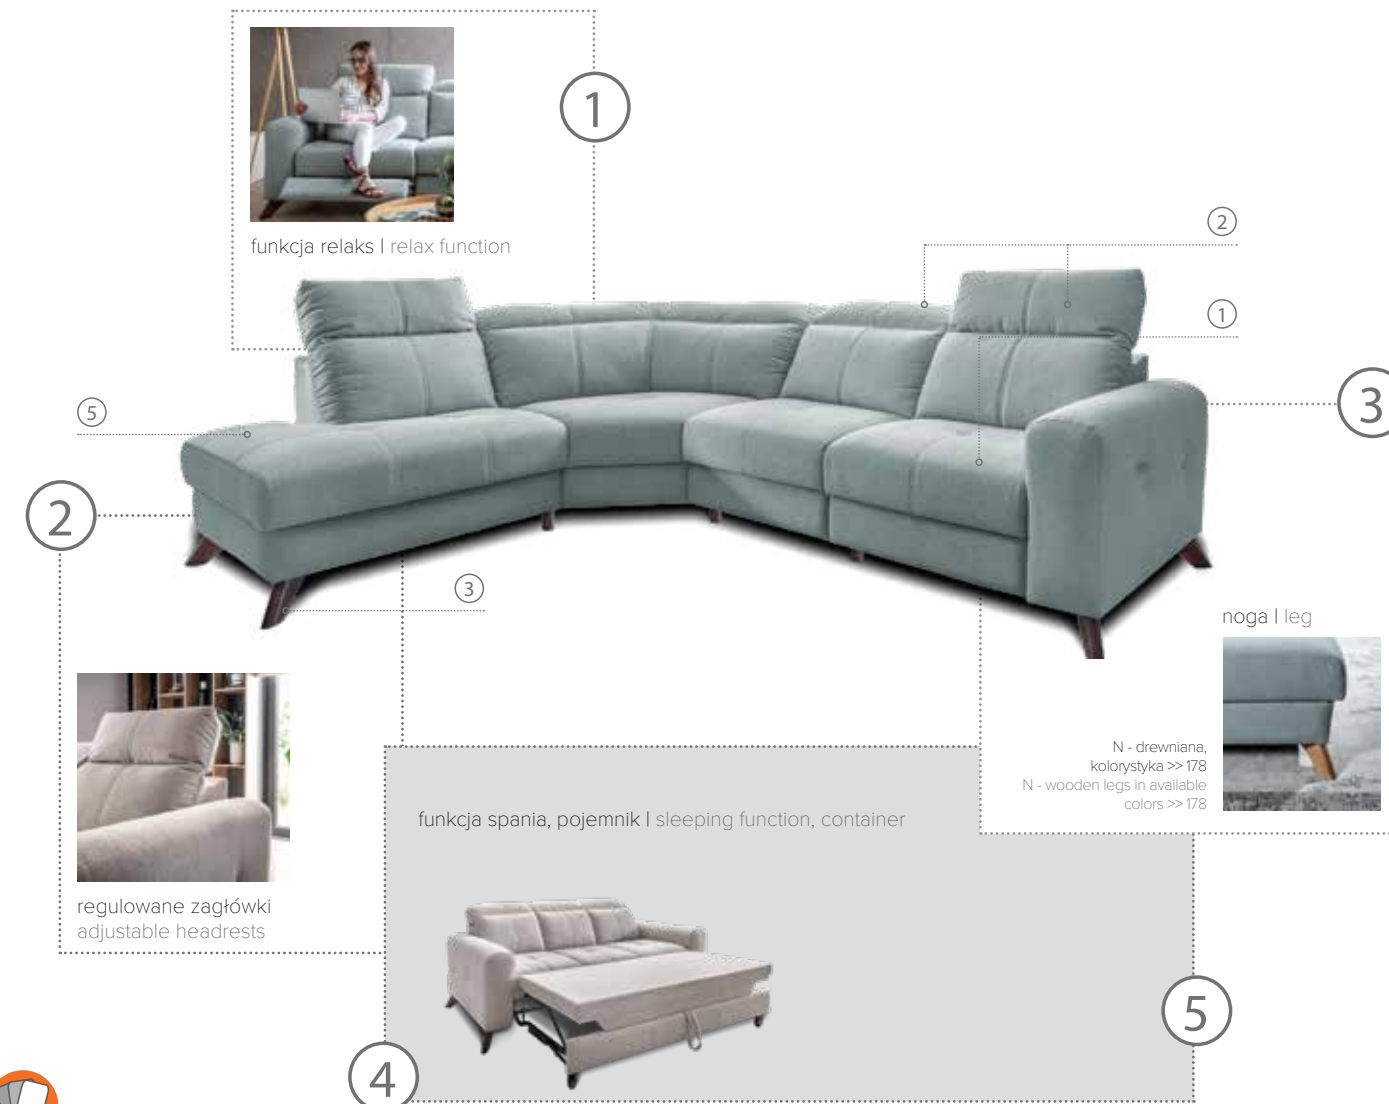 1
funkcja relaks | relax function
2
1
5
3
2
3
noga | leg
N - drewniana,
kolorystyka >> 178
N - wooden legs in available
colors >> 178
funkcja spania, pojemnik | sleeping function, container
regulowane zagłówki
adjustable headrests
5
4